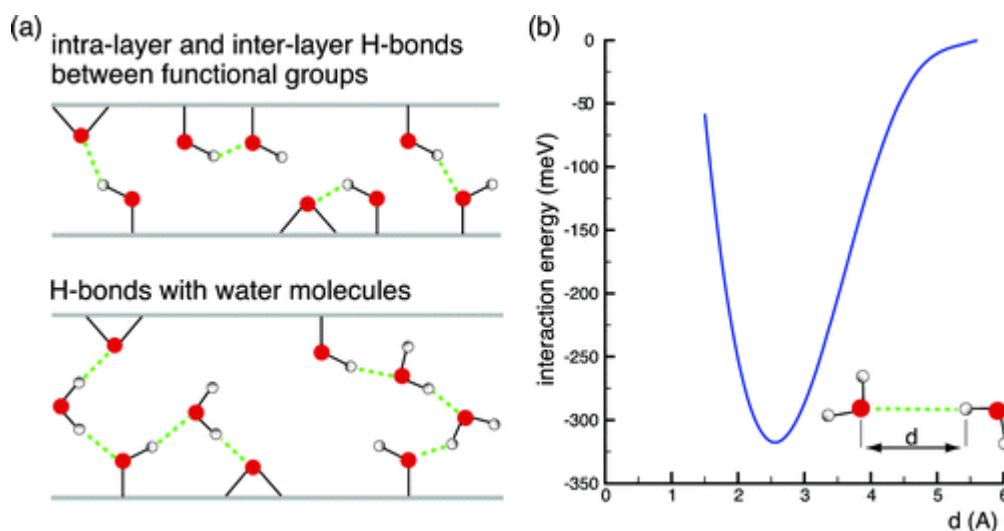 (a)
intra-layer and inter-layer H-bonds
between functional groups
H-bonds with water molecules
(b)
interaction energy (meV)
0
-50
-100
-150
-200
-250
-300
-350
0 1 2 3 4 5 6
d
d (A)